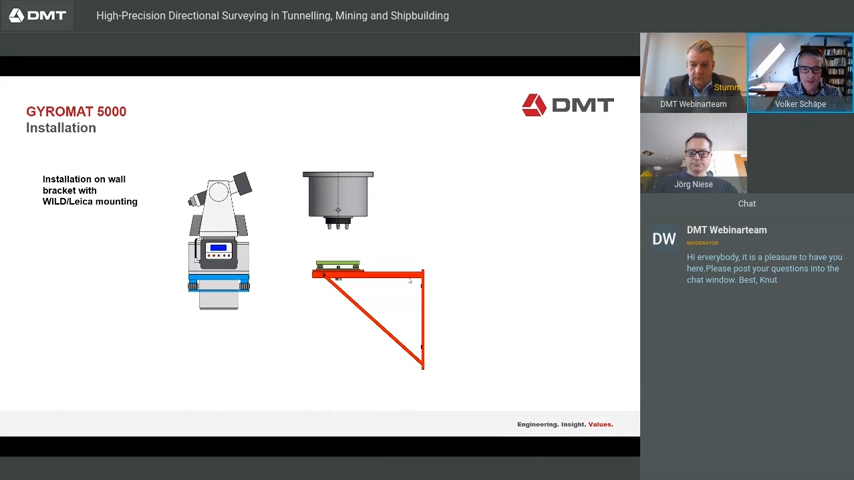 DMT
High-Precision Directional Surveying in Tunnelling, Mining and Shipbuilding
GYROMAT 5000
Installation
DMT
Installation on wall
bracket with
WILD/Leica mounting
Engineering. Insight. Values.
Stumm
DMT Webinarteam
Volker Schäpe
Jörg Niese
Chat
DW
DMT Webinarteam
MODERATOR
Hi erverybody, it is a pleasure to have you
here.Please post your questions into the
chat window. Best, Knut